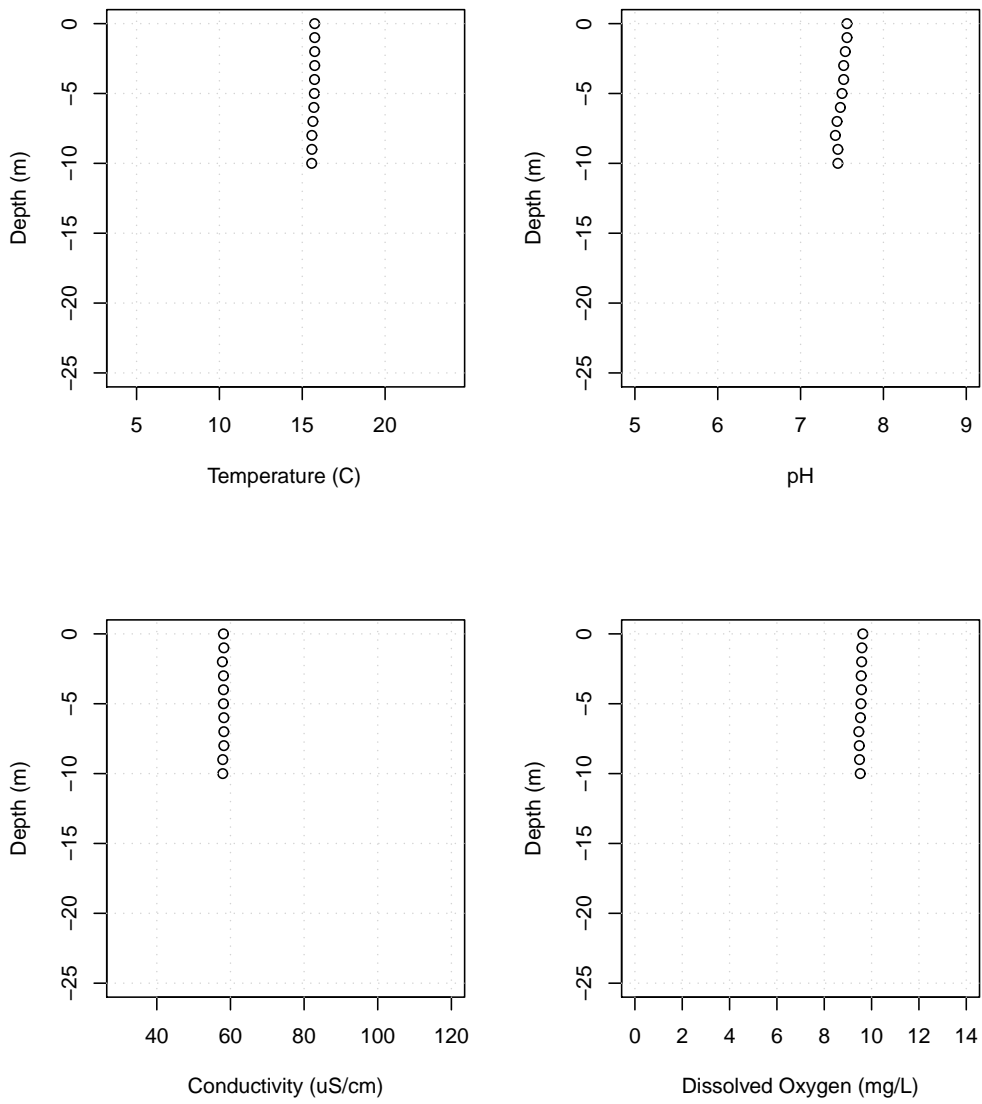 0
−5
−10
−15
−20
−25
Depth (m)
5 10 15 20
Temperature (C)
0
−5
−10
−15
−20
−25
Depth (m)
5 6 7 8 9
pH
0
−5
−10
−15
−20
−25
Depth (m)
40 60 80 100 120
Conductivity (uS/cm)
0
−5
−10
−15
−20
−25
Depth (m)
0 2 4 6 8 10 12 14
Dissolved Oxygen (mg/L)